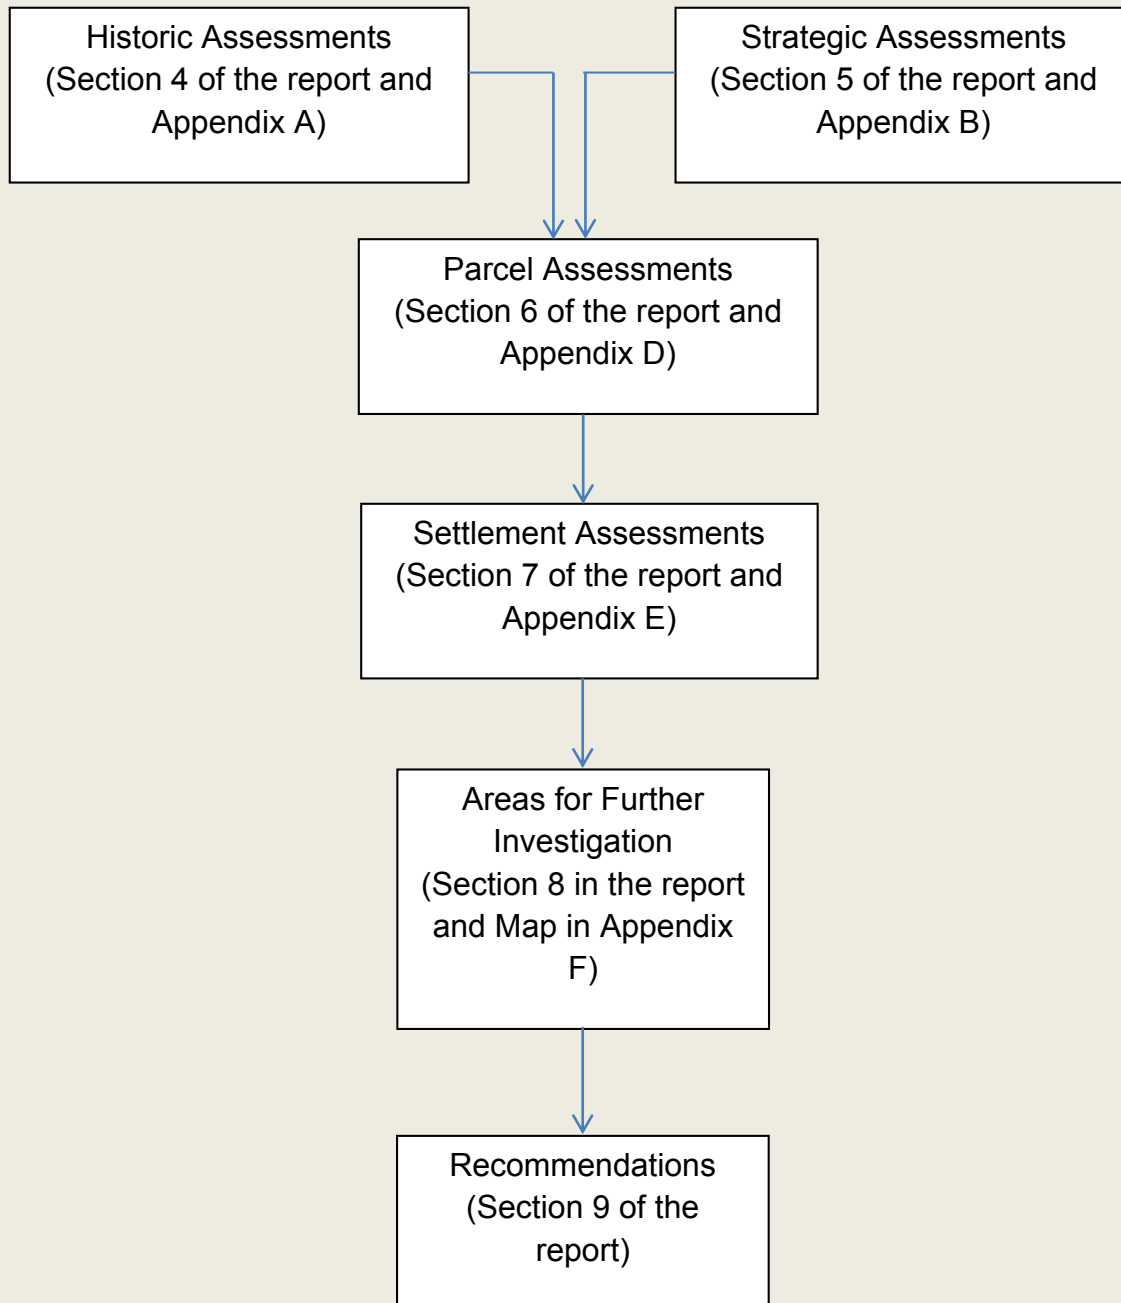 Historic Assessments
(Section 4 of the report and
Appendix A)
Strategic Assessments
(Section 5 of the report and
Appendix B)
Parcel Assessments
(Section 6 of the report and
Appendix D)
Settlement Assessments
(Section 7 of the report and
Appendix E)
Areas for Further
Investigation
(Section 8 in the report
and Map in Appendix
F)
Recommendations
(Section 9 of the
report)